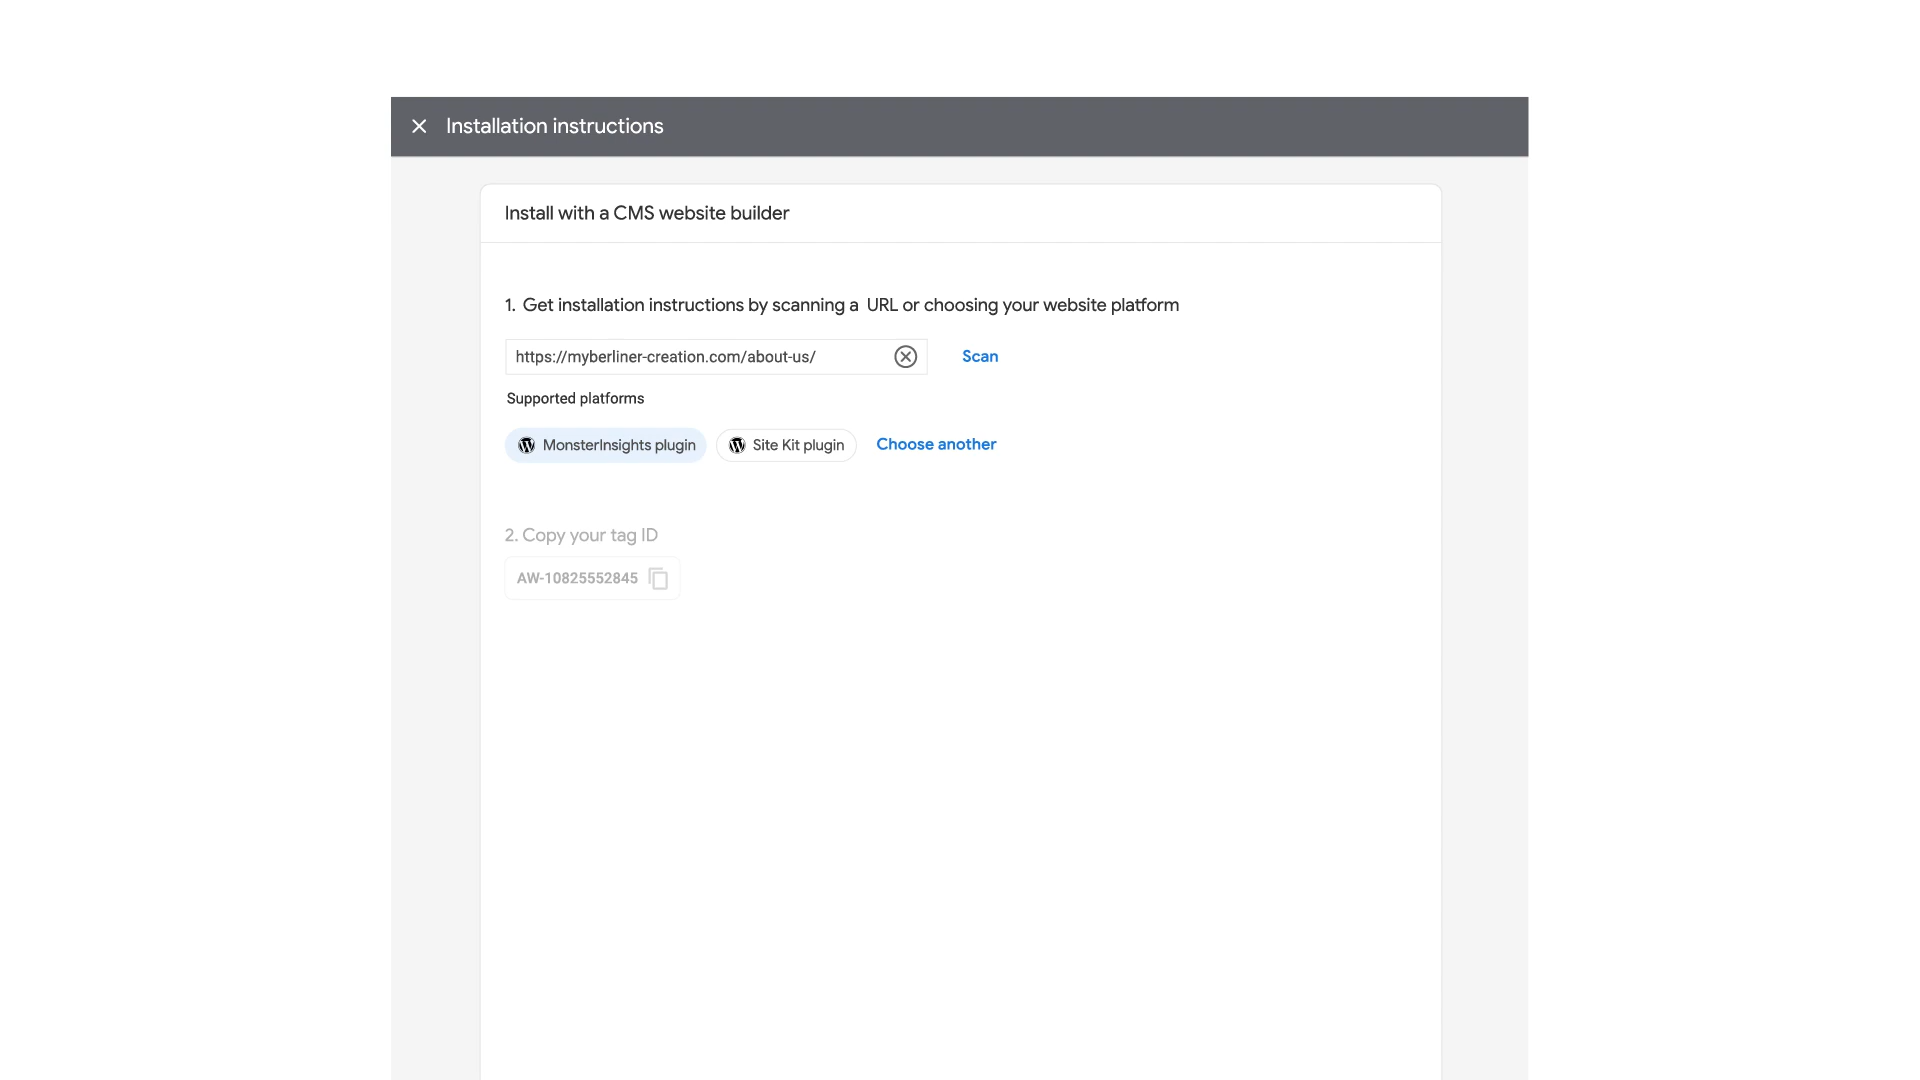 Installation instructions
Install with a CMS website builder
1. Get installation instructions by scanning a URL or choosing your website platform
https://myberliner-creation.com/about-us/ Scan
Supported platforms
MonsterInsights plugin Site Kit plugin Choose another
2. Copy your tag ID
AW-10825552845